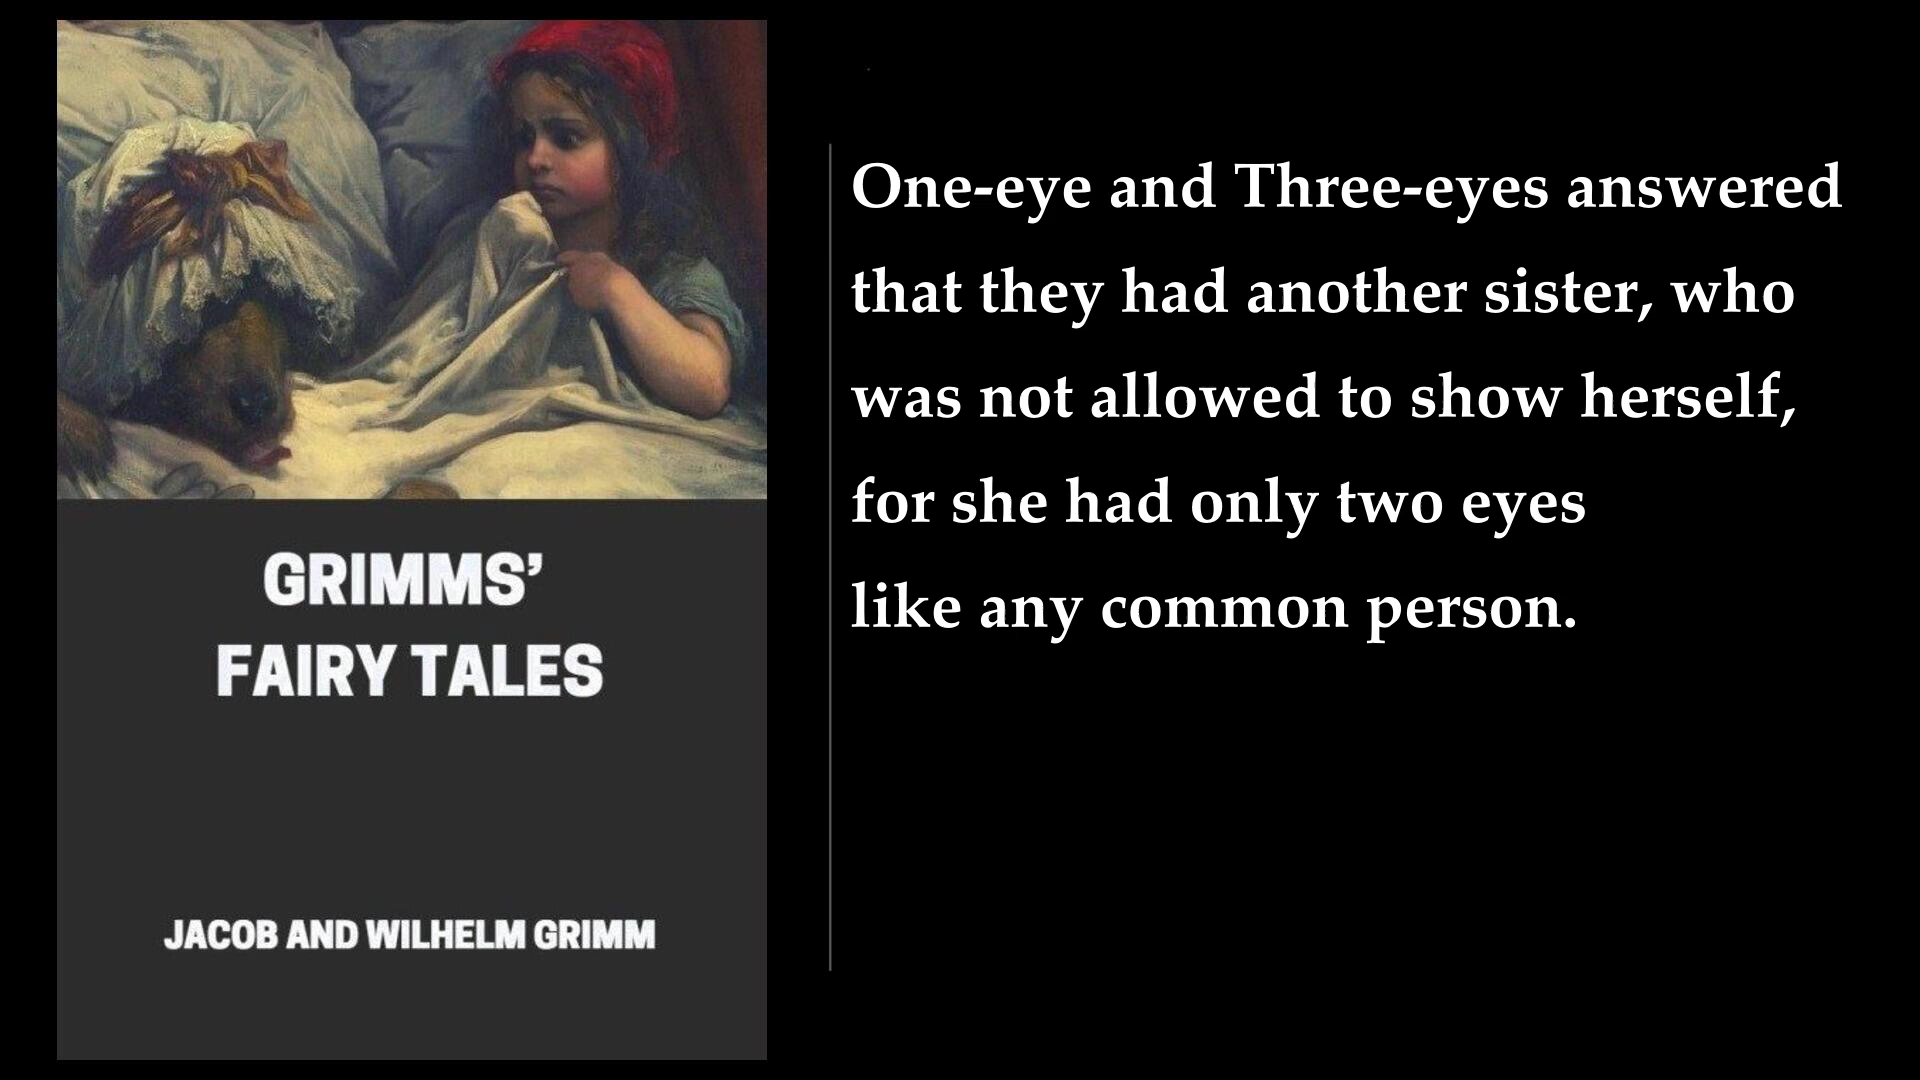 GRIMMS’
FAIRY TALES
JACOB AND WILHELM GRIMM
One-eye and Three-eyes answered
that they had another sister, who
was not allowed to show herself,
for she had only two eyes
like any common person.